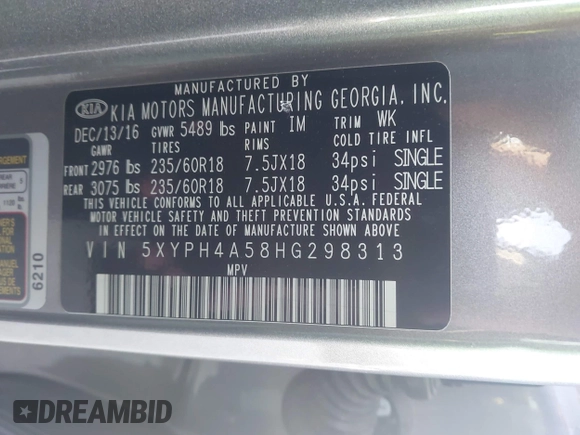 MANUFACTURED BY
KIA KIA MOTORS MANUFACTURING GEORGIA, INC.
DEC/13/16 GVWR 5489 lbs PAINT IM TRIM WK
GAWR TIRES RIMS COLD TIRE INFL
FRONT 2976 lbs 235/60R18 7.5JX18 34psi SINGLE
REAR 3075 lbs 235/60R18 7.5JX18 34psi SINGLE
THIS VEHICLE CONFORMS TO ALL APPLICABLE U.S.A. FEDERAL
MOTOR VEHICLE SAFETY AND THEFT PREVENTION STANDARDS
IN EFFECT ON THE DATE OF MANUFACTURE SHOWN ABOVE.
VIN 5XYPH4A58HG298313
MPV
6210
DREAMBID